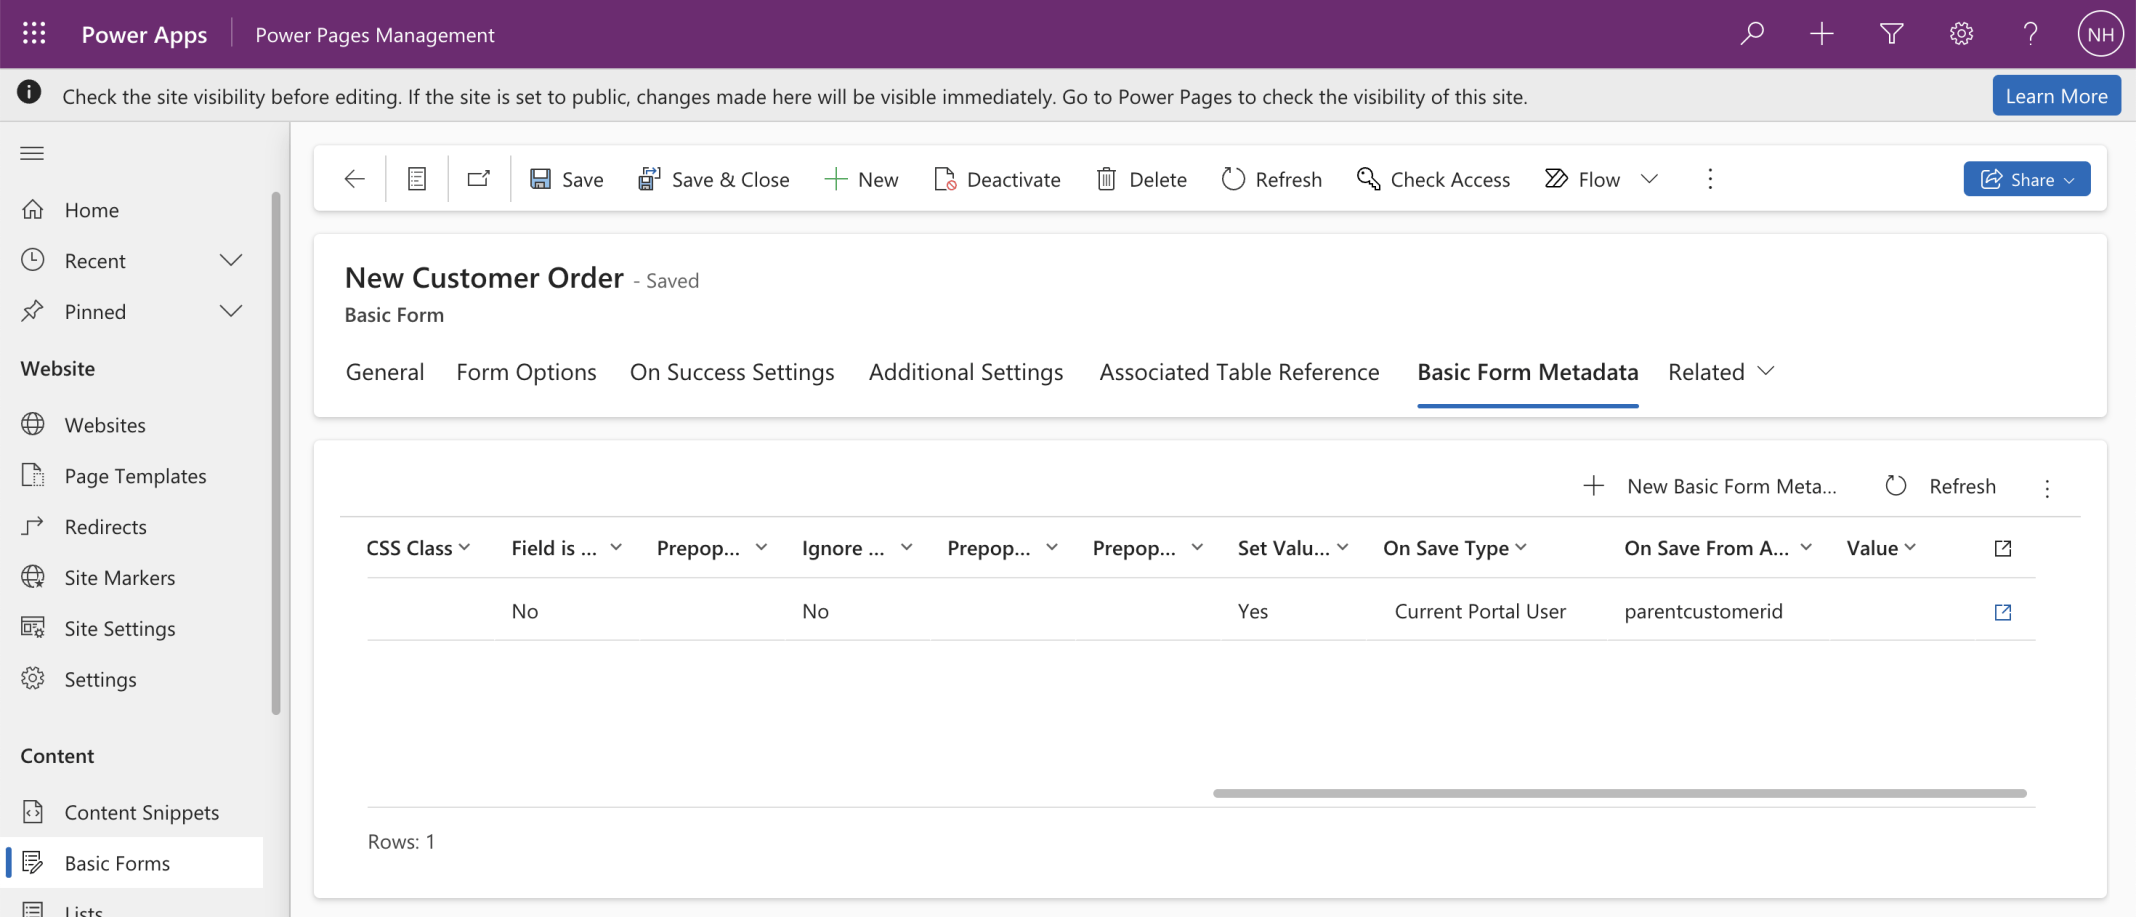 Power Apps Power Pages Management NH
Check the site visibility before editing. If the site is set to public, changes made here will be visible immediately. Go to Power Pages to check the visibility of this site. Learn More
Save Save & Close New Deactivate Delete Refresh Check Access Flow Share
Home
Recent
Pinned
Website
Websites
Page Templates
Redirects
Site Markers
Site Settings
Settings
Content
Content Snippets
Basic Forms
Lists
New Customer Order - Saved
Basic Form
General Form Options On Success Settings Additional Settings Associated Table Reference Basic Form Metadata Related
New Basic Form Meta... Refresh
CSS Class Field is ... Prepop... Ignore ... Prepop... Prepop... Set Valu... On Save Type On Save From A... Value
No No Yes Current Portal User parentcustomerid
Rows: 1